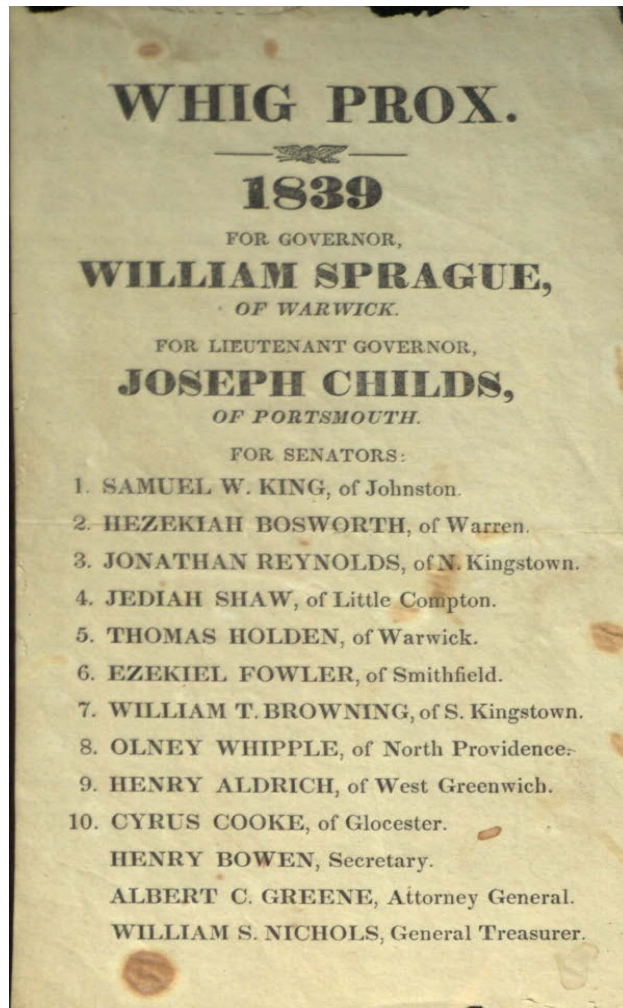 WHIG PROX.
1839
FOR GOVERNOR,
WILLIAM SPRAGUE,
OF WARWICK.
FOR LIEUTENANT GOVERNOR,
JOSEPH CHILDS,
OF PORTSMOUTH.
FOR SENATORS:
1. SAMUEL W. KING, of Johnston.
2. HEZEKIAH BOSWORTH, of Warren.
3. JONATHAN REYNOLDS, of N. Kingstown.
4. JEDIAH SHAW, of Little Compton.
5. THOMAS HOLDEN, of Warwick.
6. EZEKIEL FOWLER, of Smithfield.
7. WILLIAM T. BROWNING, of S. Kingstown.
8. OLNEY WHIPPLE, of North Providence.
9. HENRY ALDRICH, of West Greenwich.
10. CYRUS COOKE, of Glocester.
HENRY BOWEN, Secretary.
ALBERT C. GREENE, Attorney General.
WILLIAM S. NICHOLS, General Treasurer.